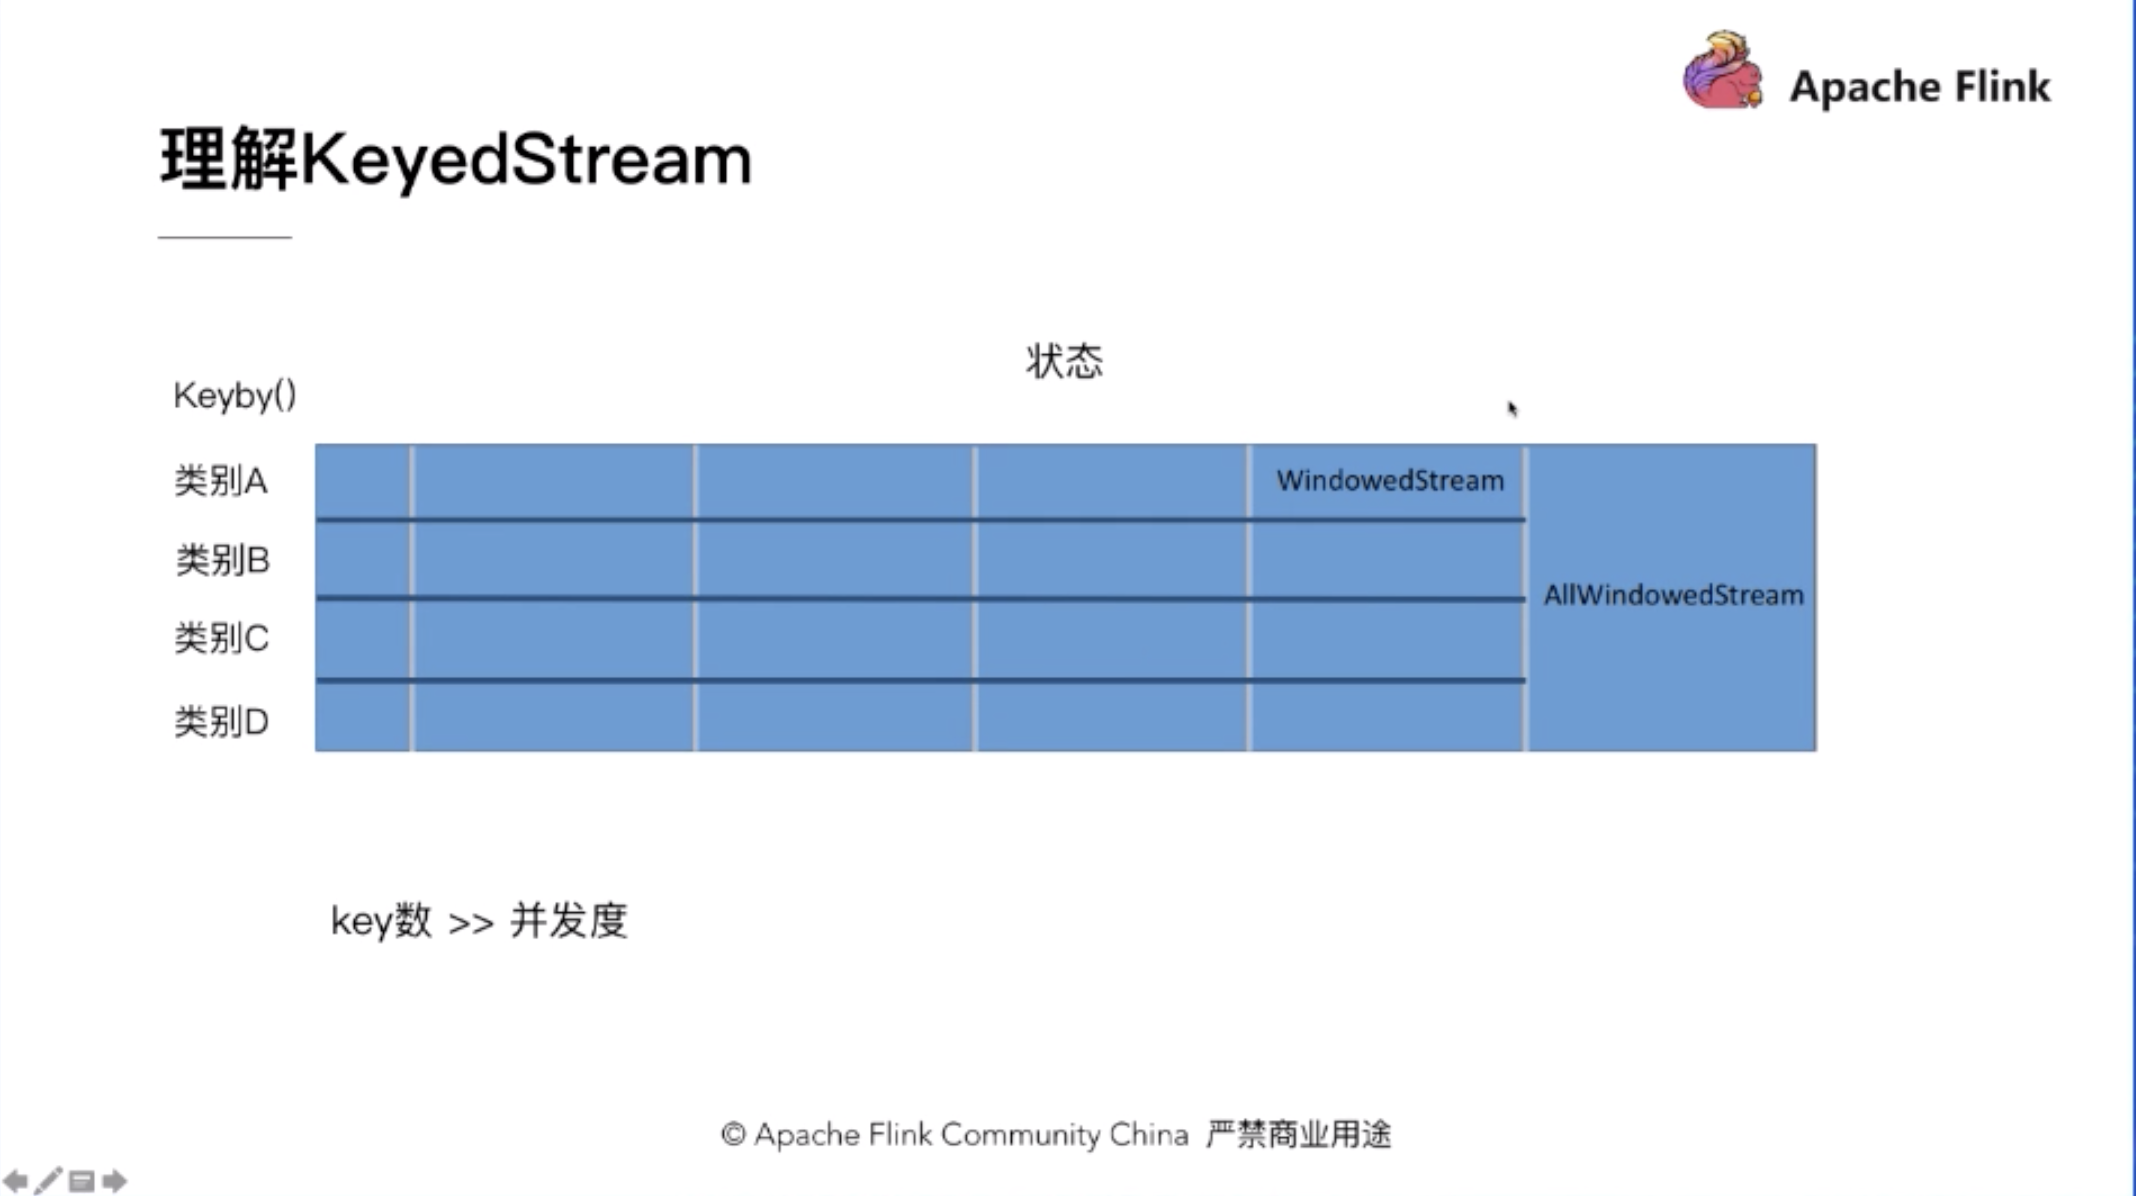 Apache Flink
理解KeyedStream
状态
Keyby()
类别A
WindowedStream
类别B
AllWindowedStream
类别C
类别D
key数 >> 并发度
© Apache Flink Community China 严禁商业用途